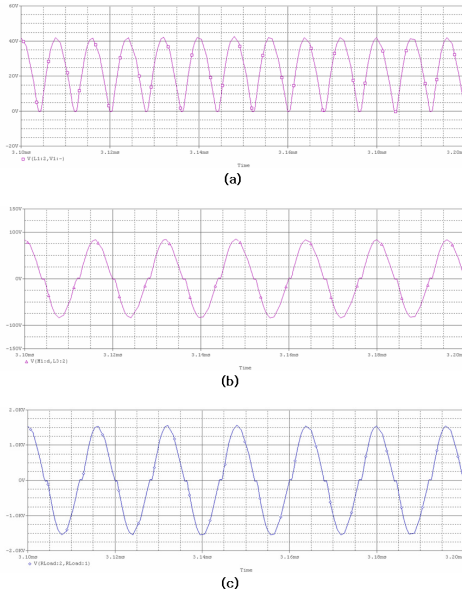 60V
40V
20V
0V
-20V
3.10ms 3.12ms 3.14ms 3.16ms 3.18ms 3.20ms
V(L1:2,V1:-)
Time
(a)
150V
100V
0V
-100V
-150V
3.10ms 3.12ms 3.14ms 3.16ms 3.18ms 3.20ms
V(M1:d,L3:2)
Time
(b)
2.0KV
1.0KV
0V
-1.0KV
-2.0KV
3.10ms 3.12ms 3.14ms 3.16ms 3.18ms 3.20ms
V(RLoad:2,RLoad:1)
Time
(c)